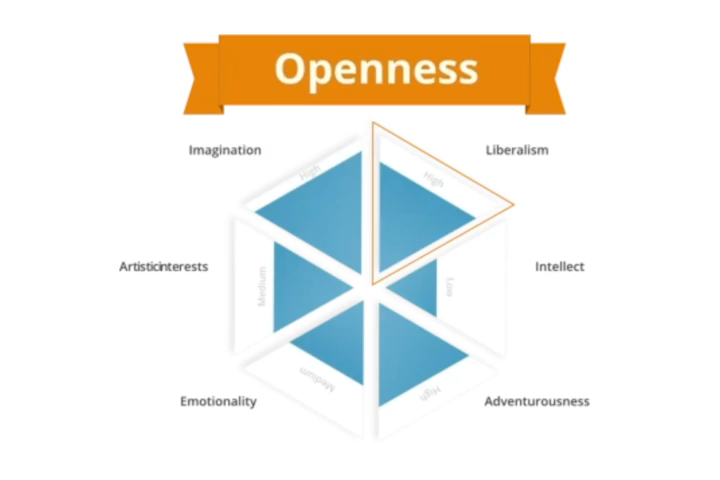 Openness
Imagination
Liberalism
High
High
Artisticinterests
Medium
Low
Intellect
Medium
High
Emotionality
Adventurousness